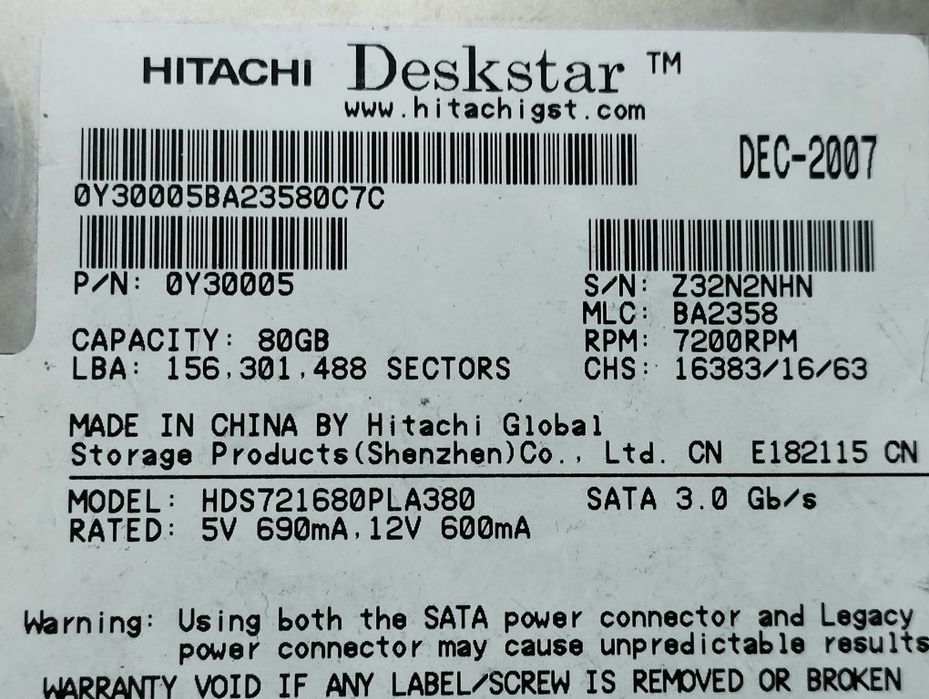 HITACHI Deskstar™
www.hitachigst.com
DEC-2007
0Y30005BA23580C7C
P/N: 0Y30005
S/N: Z32N2NHN
MLC: BA2358
CAPACITY: 80GB
RPM: 7200RPM
LBA: 156,301,488 SECTORS
CHS: 16383/16/63
MADE IN CHINA BY Hitachi Global
Storage Products(Shenzhen)Co., Ltd. CN E182115 CN
MODEL: HDS721680PLA380 SATA 3.0 Gb/s
RATED: 5V 690mA,12V 600mA
Warning: Using both the SATA power connector and Legacy
power connector may cause unpredictable results
WARRANTY VOID IF ANY LABEL/SCREW IS REMOVED OR BROKEN